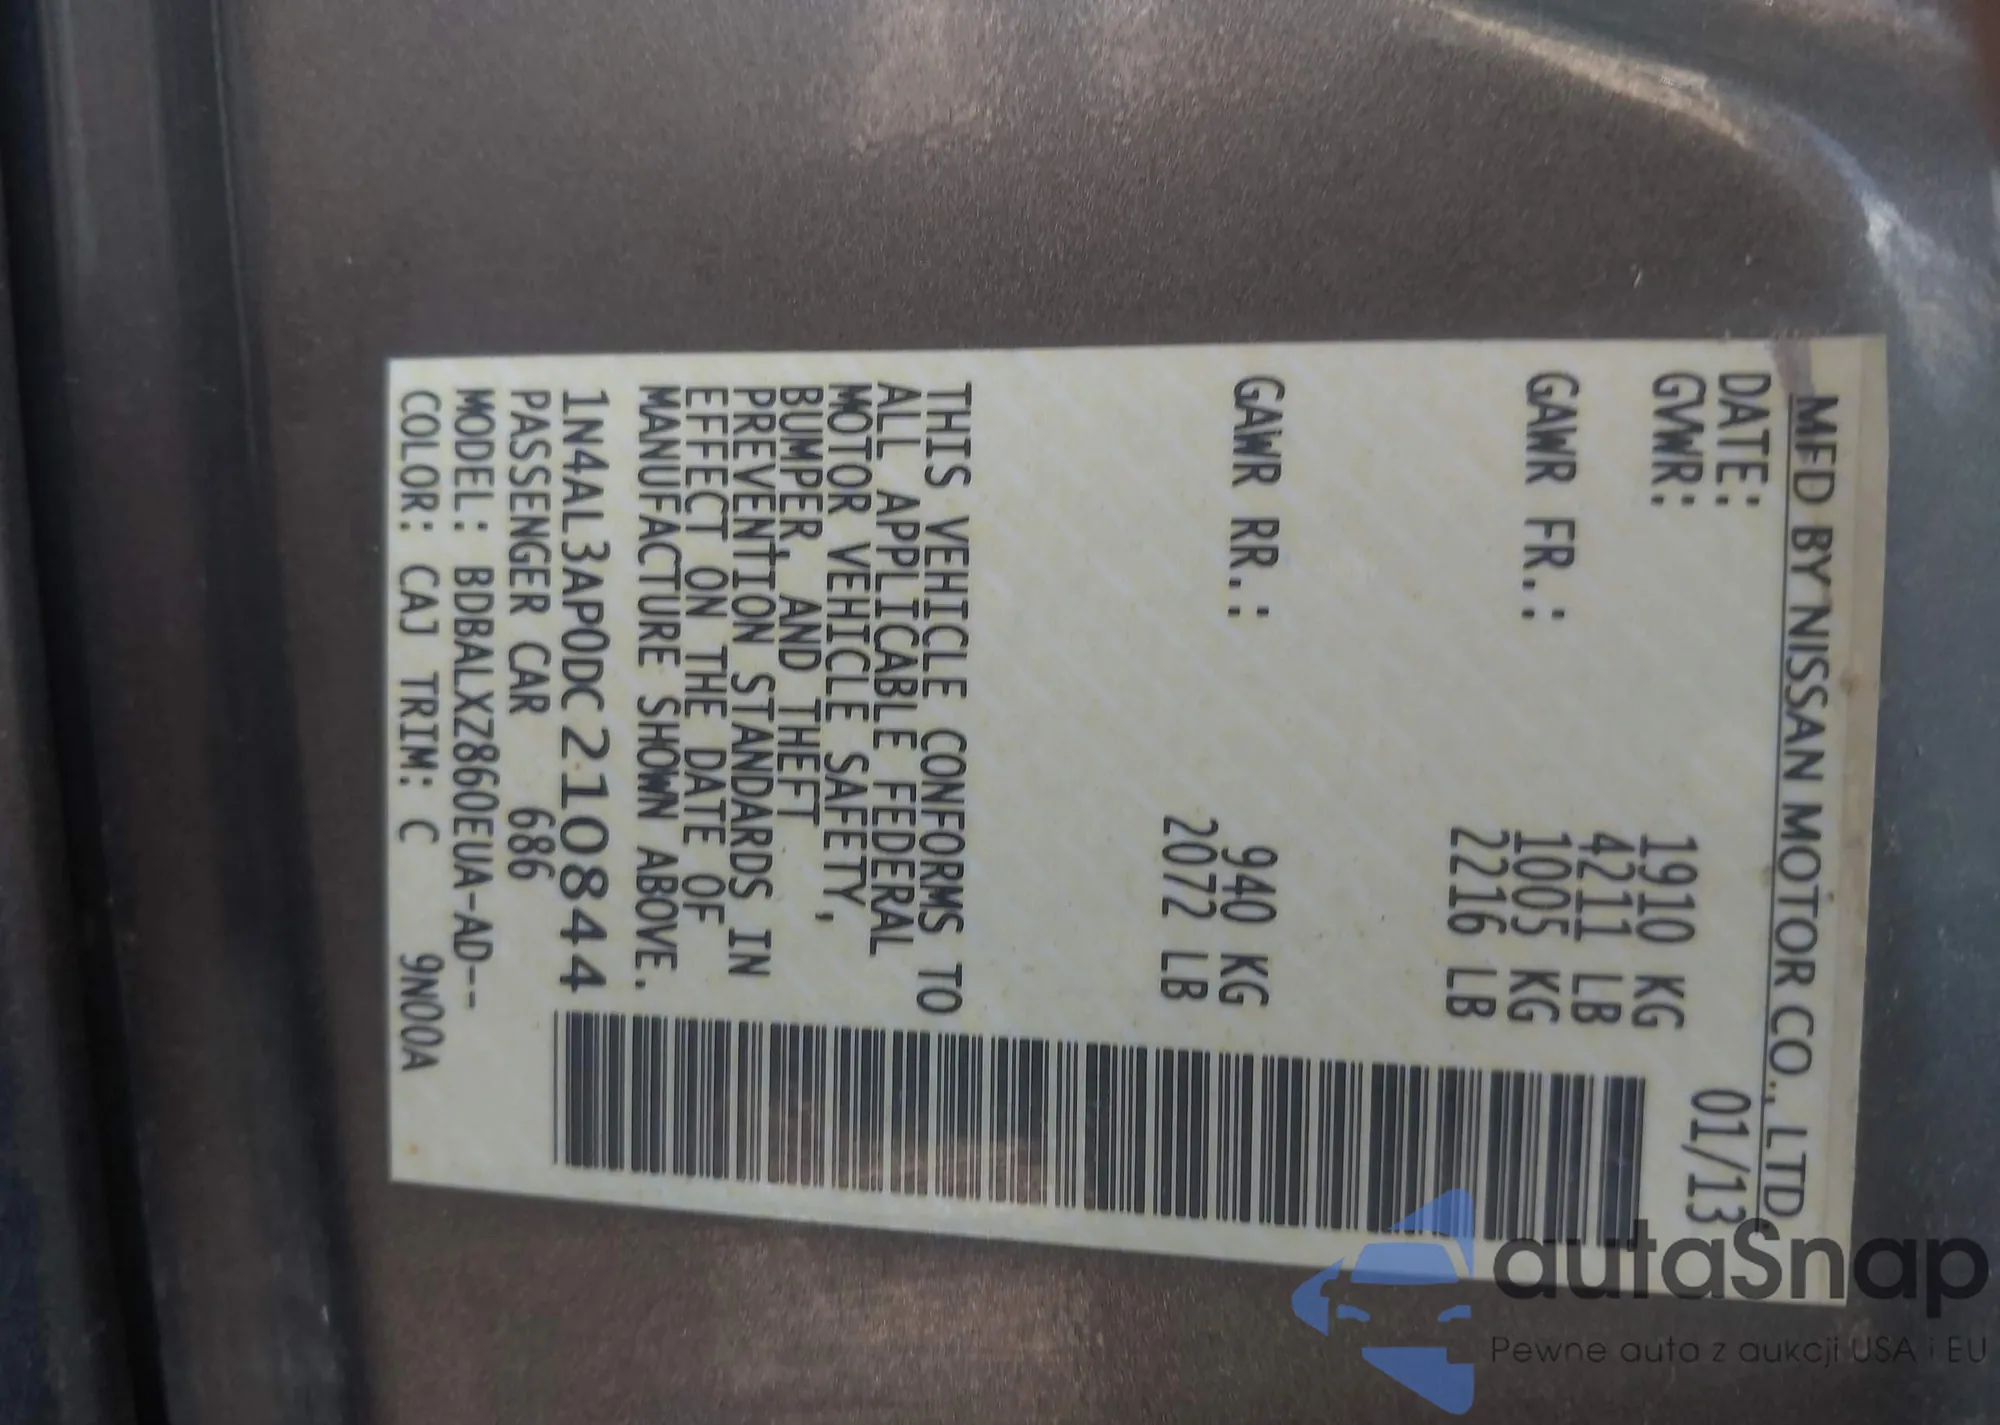 MFD BY NISSAN MOTOR CO., LTD
DATE: 01/13
GVWR: 1910 KG
4211 LB
GAWR FR.: 1005 KG
2216 LB
GAWR RR.: 940 KG
2072 LB
THIS VEHICLE CONFORMS TO
ALL APPLICABLE FEDERAL
MOTOR VEHICLE SAFETY,
BUMPER, AND THEFT
PREVENTION STANDARDS IN
EFFECT ON THE DATE OF
MANUFACTURE SHOWN ABOVE.
1N4AL3AP0DC210844
PASSENGER CAR 686
MODEL: BDBALXZ860EUA-AD--
COLOR: CAJ TRIM: C 9N00A
autaSnap
Pewne auta z aukcji USA i EU